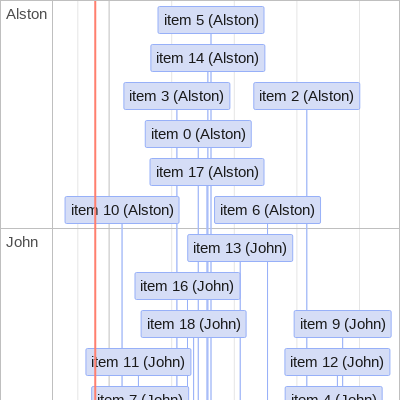 Alston
item 5 (Alston)
item 14 (Alston)
item 3 (Alston)
item 2 (Alston)
item 0 (Alston)
item 17 (Alston)
item 10 (Alston)
item 6 (Alston)
John
item 13 (John)
item 16 (John)
item 18 (John)
item 9 (John)
item 11 (John)
item 12 (John)
item 7 (John)
item 4 (John)